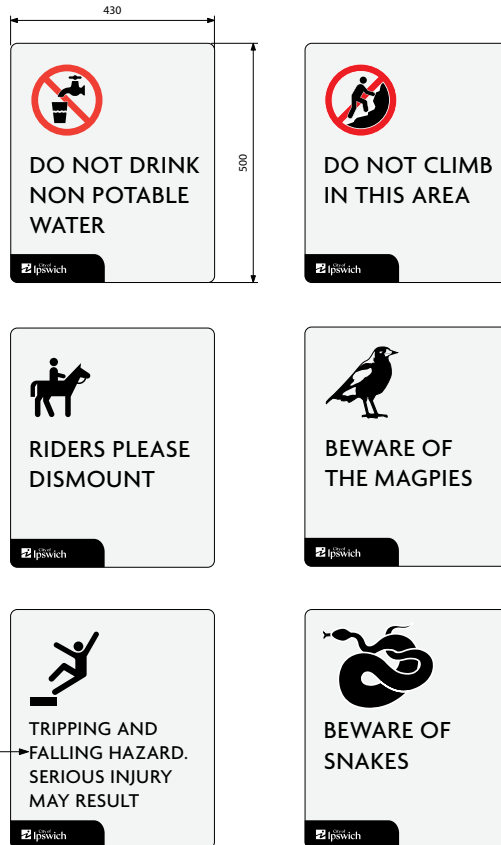 430
500
DO NOT DRINK
NON POTABLE
WATER
City of
Ipswich
DO NOT CLIMB
IN THIS AREA
City of
Ipswich
RIDERS PLEASE
DISMOUNT
City of
Ipswich
BEWARE OF
THE MAGPIES
City of
Ipswich
TRIPPING AND
FALLING HAZARD.
SERIOUS INJURY
MAY RESULT
City of
Ipswich
BEWARE OF
SNAKES
City of
Ipswich